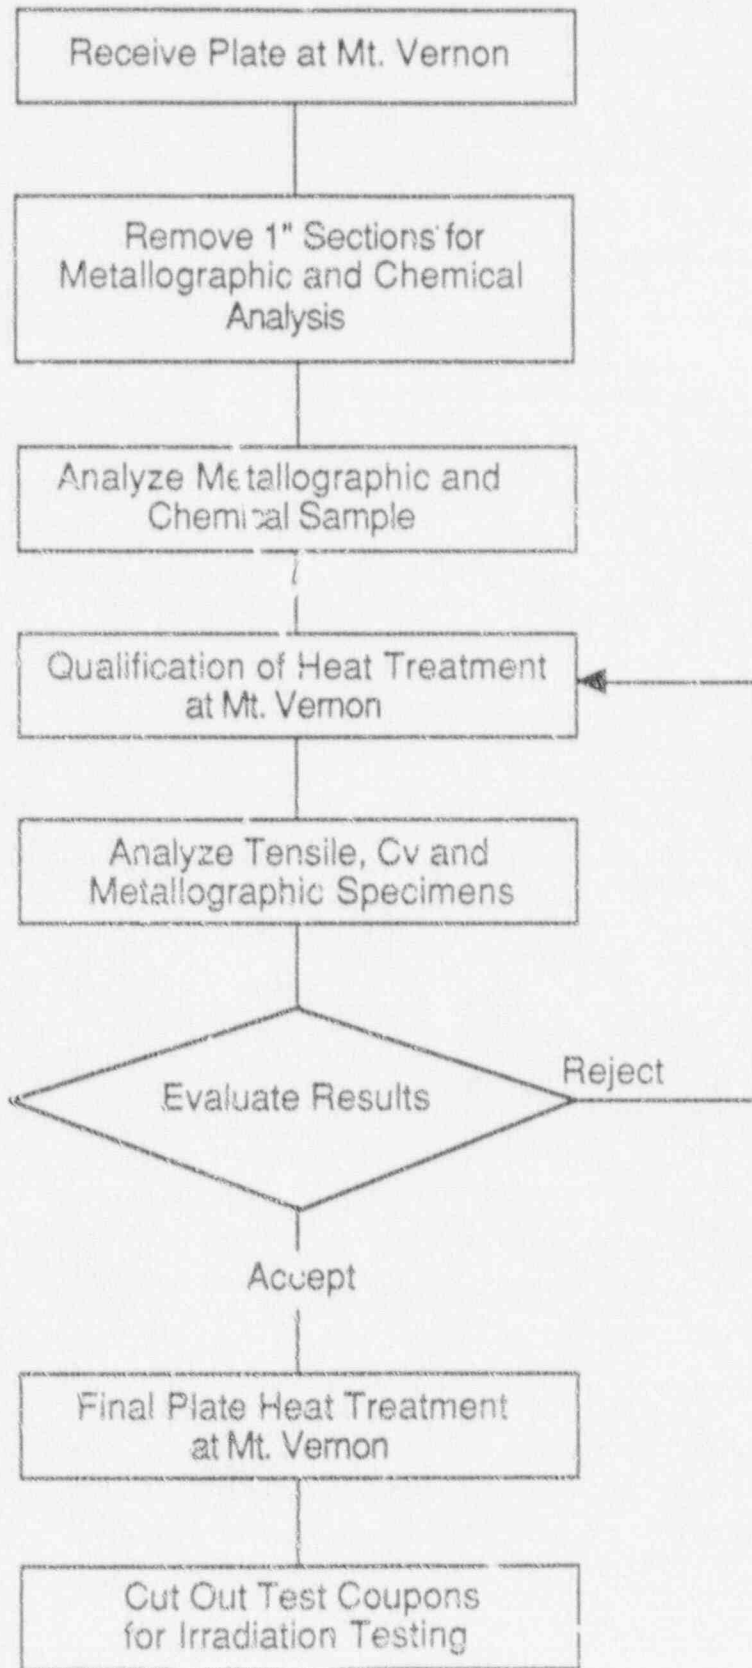 Receive Plate at Mt. Vernon
Remove 1" Sections for
Metallographic and Chemical
Analysis
Analyze Metallographic and
Chemical Sample
Qualification of Heat Treatment
at Mt. Vernon
Analyze Tensile, Cv and
Metallographic Specimens
Evaluate Results
Reject
Accept
Final Plate Heat Treatment
at Mt. Vernon
Cut Out Test Coupons
for Irradiation Testing